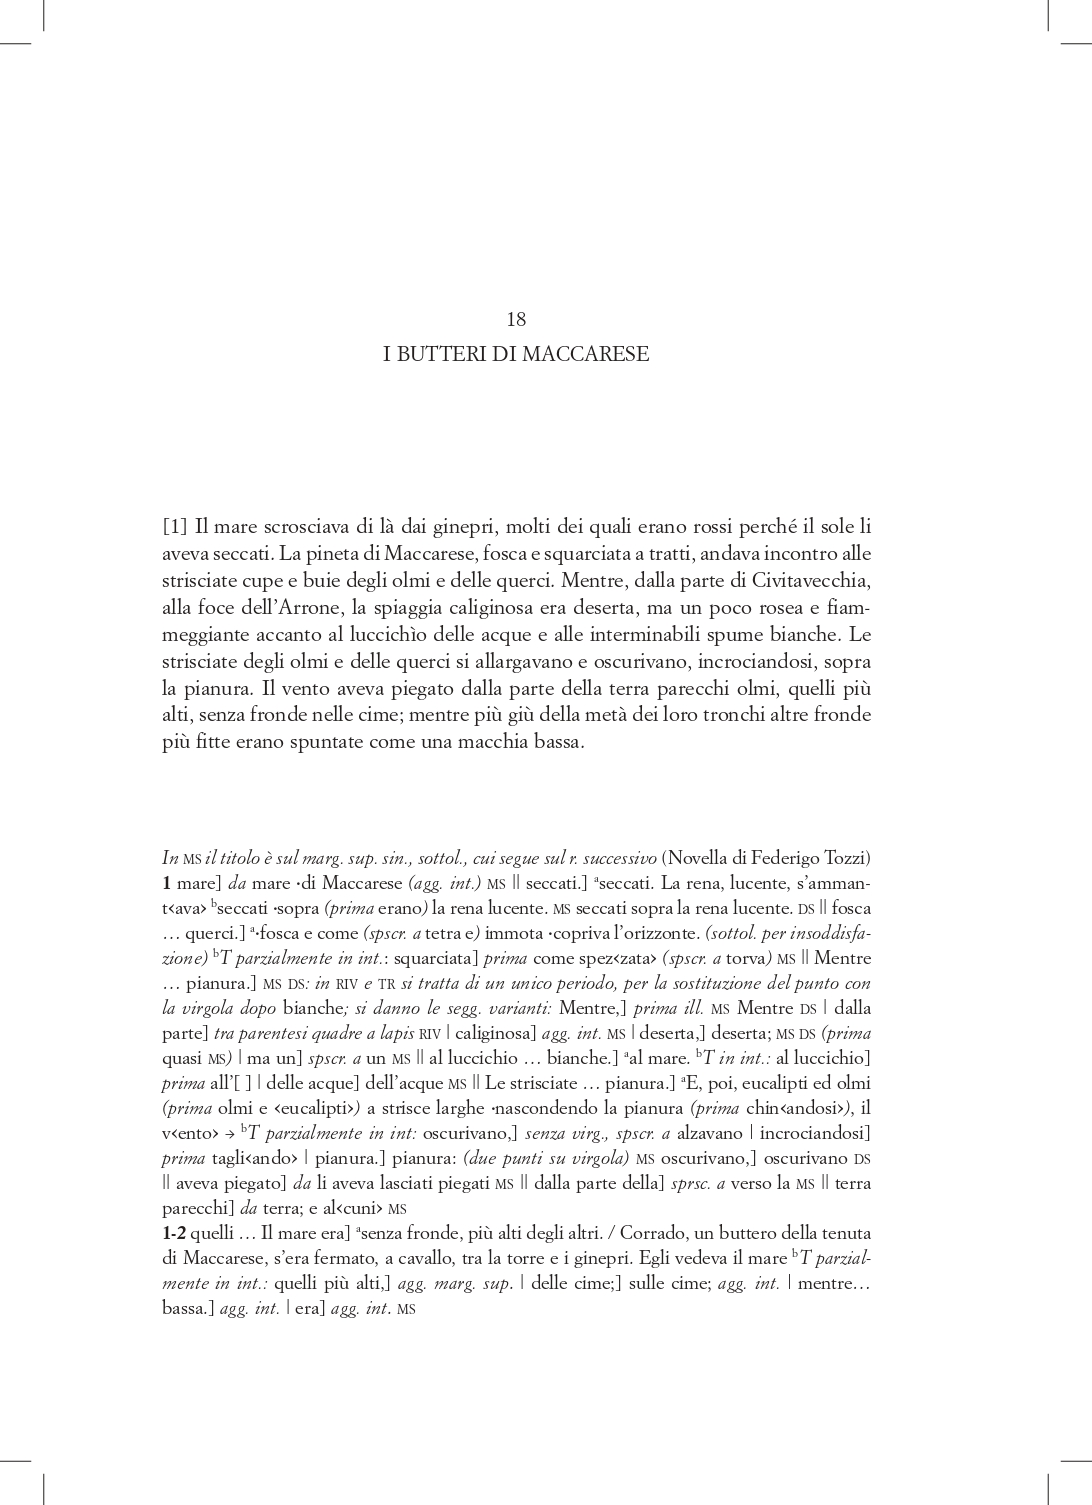 18
I BUTTERI DI MACCARESE
[1] Il mare scrosciava di là dai ginepri, molti dei quali erano rossi perché il sole li
aveva seccati. La pineta di Maccarese, fosca e squarciata a tratti, andava incontro alle
strisciate cupe e buie degli olmi e delle querci. Mentre, dalla parte di Civitavecchia,
alla foce dell’Arrone, la spiaggia caliginosa era deserta, ma un poco rosea e fiam-
meggiante accanto al luccichìo delle acque e alle interminabili spume bianche. Le
strisciate degli olmi e delle querci si allargavano e oscurivano, incrociandosi, sopra
la pianura. Il vento aveva piegato dalla parte della terra parecchi olmi, quelli più
alti, senza fronde nelle cime; mentre più giù della metà dei loro tronchi altre fronde
più fitte erano spuntate come una macchia bassa.
In MS il titolo è sul marg. sup. sin., sottol., cui segue sul r. successivo (Novella di Federigo Tozzi)
1 mare] da mare ·di Maccarese (agg. int.) MS || seccati.] ᵃseccati. La rena, lucente, s’amman-
t‹ava› ᵇseccati ·sopra (prima erano) la rena lucente. MS seccati sopra la rena lucente. DS || fosca
… querci.] ᵃ·fosca e come (spscr. a tetra e) immota ·copriva l’orizzonte. (sottol. per insoddisfa-
zione) ᵇT parzialmente in int.: squarciata] prima come spez‹zata› (spscr. a torva) MS || Mentre
… pianura.] MS DS: in RIV e TR si tratta di un unico periodo, per la sostituzione del punto con
la virgola dopo bianche; si danno le segg. varianti: Mentre,] prima ill. MS Mentre DS | dalla
parte] tra parentesi quadre a lapis RIV | caliginosa] agg. int. MS | deserta,] deserta; MS DS (prima
quasi MS) | ma un] spscr. a un MS || al luccichio … bianche.] ᵃal mare. ᵇT in int.: al luccichio]
prima all’[ ] | delle acque] dell’acque MS || Le strisciate … pianura.] ᵃE, poi, eucalipti ed olmi
(prima olmi e ‹eucalipti›) a strisce larghe ·nascondendo la pianura (prima chin‹andosi›), il
v‹ento› → ᵇT parzialmente in int: oscurivano,] senza virg., spscr. a alzavano | incrociandosi]
prima tagli‹ando› | pianura.] pianura: (due punti su virgola) MS oscurivano,] oscurivano DS
|| aveva piegato] da li aveva lasciati piegati MS || dalla parte della] sprsc. a verso la MS || terra
parecchi] da terra; e al‹cuni› MS
1-2 quelli … Il mare era] ᵃsenza fronde, più alti degli altri. / Corrado, un buttero della tenuta
di Maccarese, s’era fermato, a cavallo, tra la torre e i ginepri. Egli vedeva il mare ᵇT parzial-
mente in int.: quelli più alti,] agg. marg. sup. | delle cime;] sulle cime; agg. int. | mentre…
bassa.] agg. int. | era] agg. int. MS